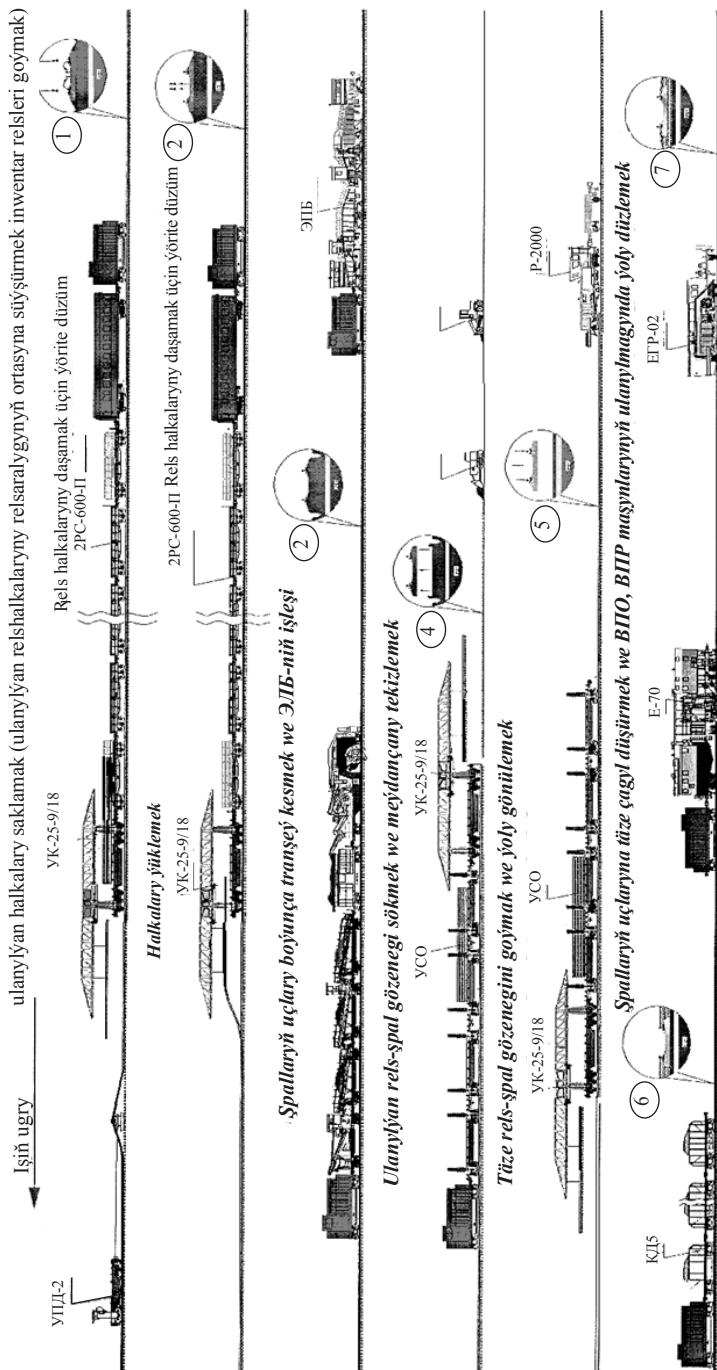 Işiň ugry
ulanylýan halkalary saklamak (ulanylýan relshalkalaryny relsaralygynyň ortasyna süýşürmek inwentar relsleri goýmak)
УПД-2
УК-25-9/18
Rels halkalaryny daşamak üçin ýörite düzüm
2РС-600-П
1
Halkalary ýüklemek
УК-25-9/18
2РС-600-П Rels halkalaryny daşamak üçin ýörite düzüm
2
Şpallaryň uçlary boýunça tranşeý kesmek we ЭЛБ-niň işleşi
2
ЭПБ
Ulanylýan rels-şpal gözenegi sökmek we meýdançany tekizlemek
УСО
УК-25-9/18
4
Täze rels-şpal gözenegini goýmak we ýoly gönülemek
УК-25-9/18
УСО
5
Р-2000
Şpallaryň uçlaryna täze çagyl düşürmek we ВПО, ВПР maşynlarynyň ulanylmagynda ýoly düzlemek
КД5
6
Е-70
ЕГР-02
7